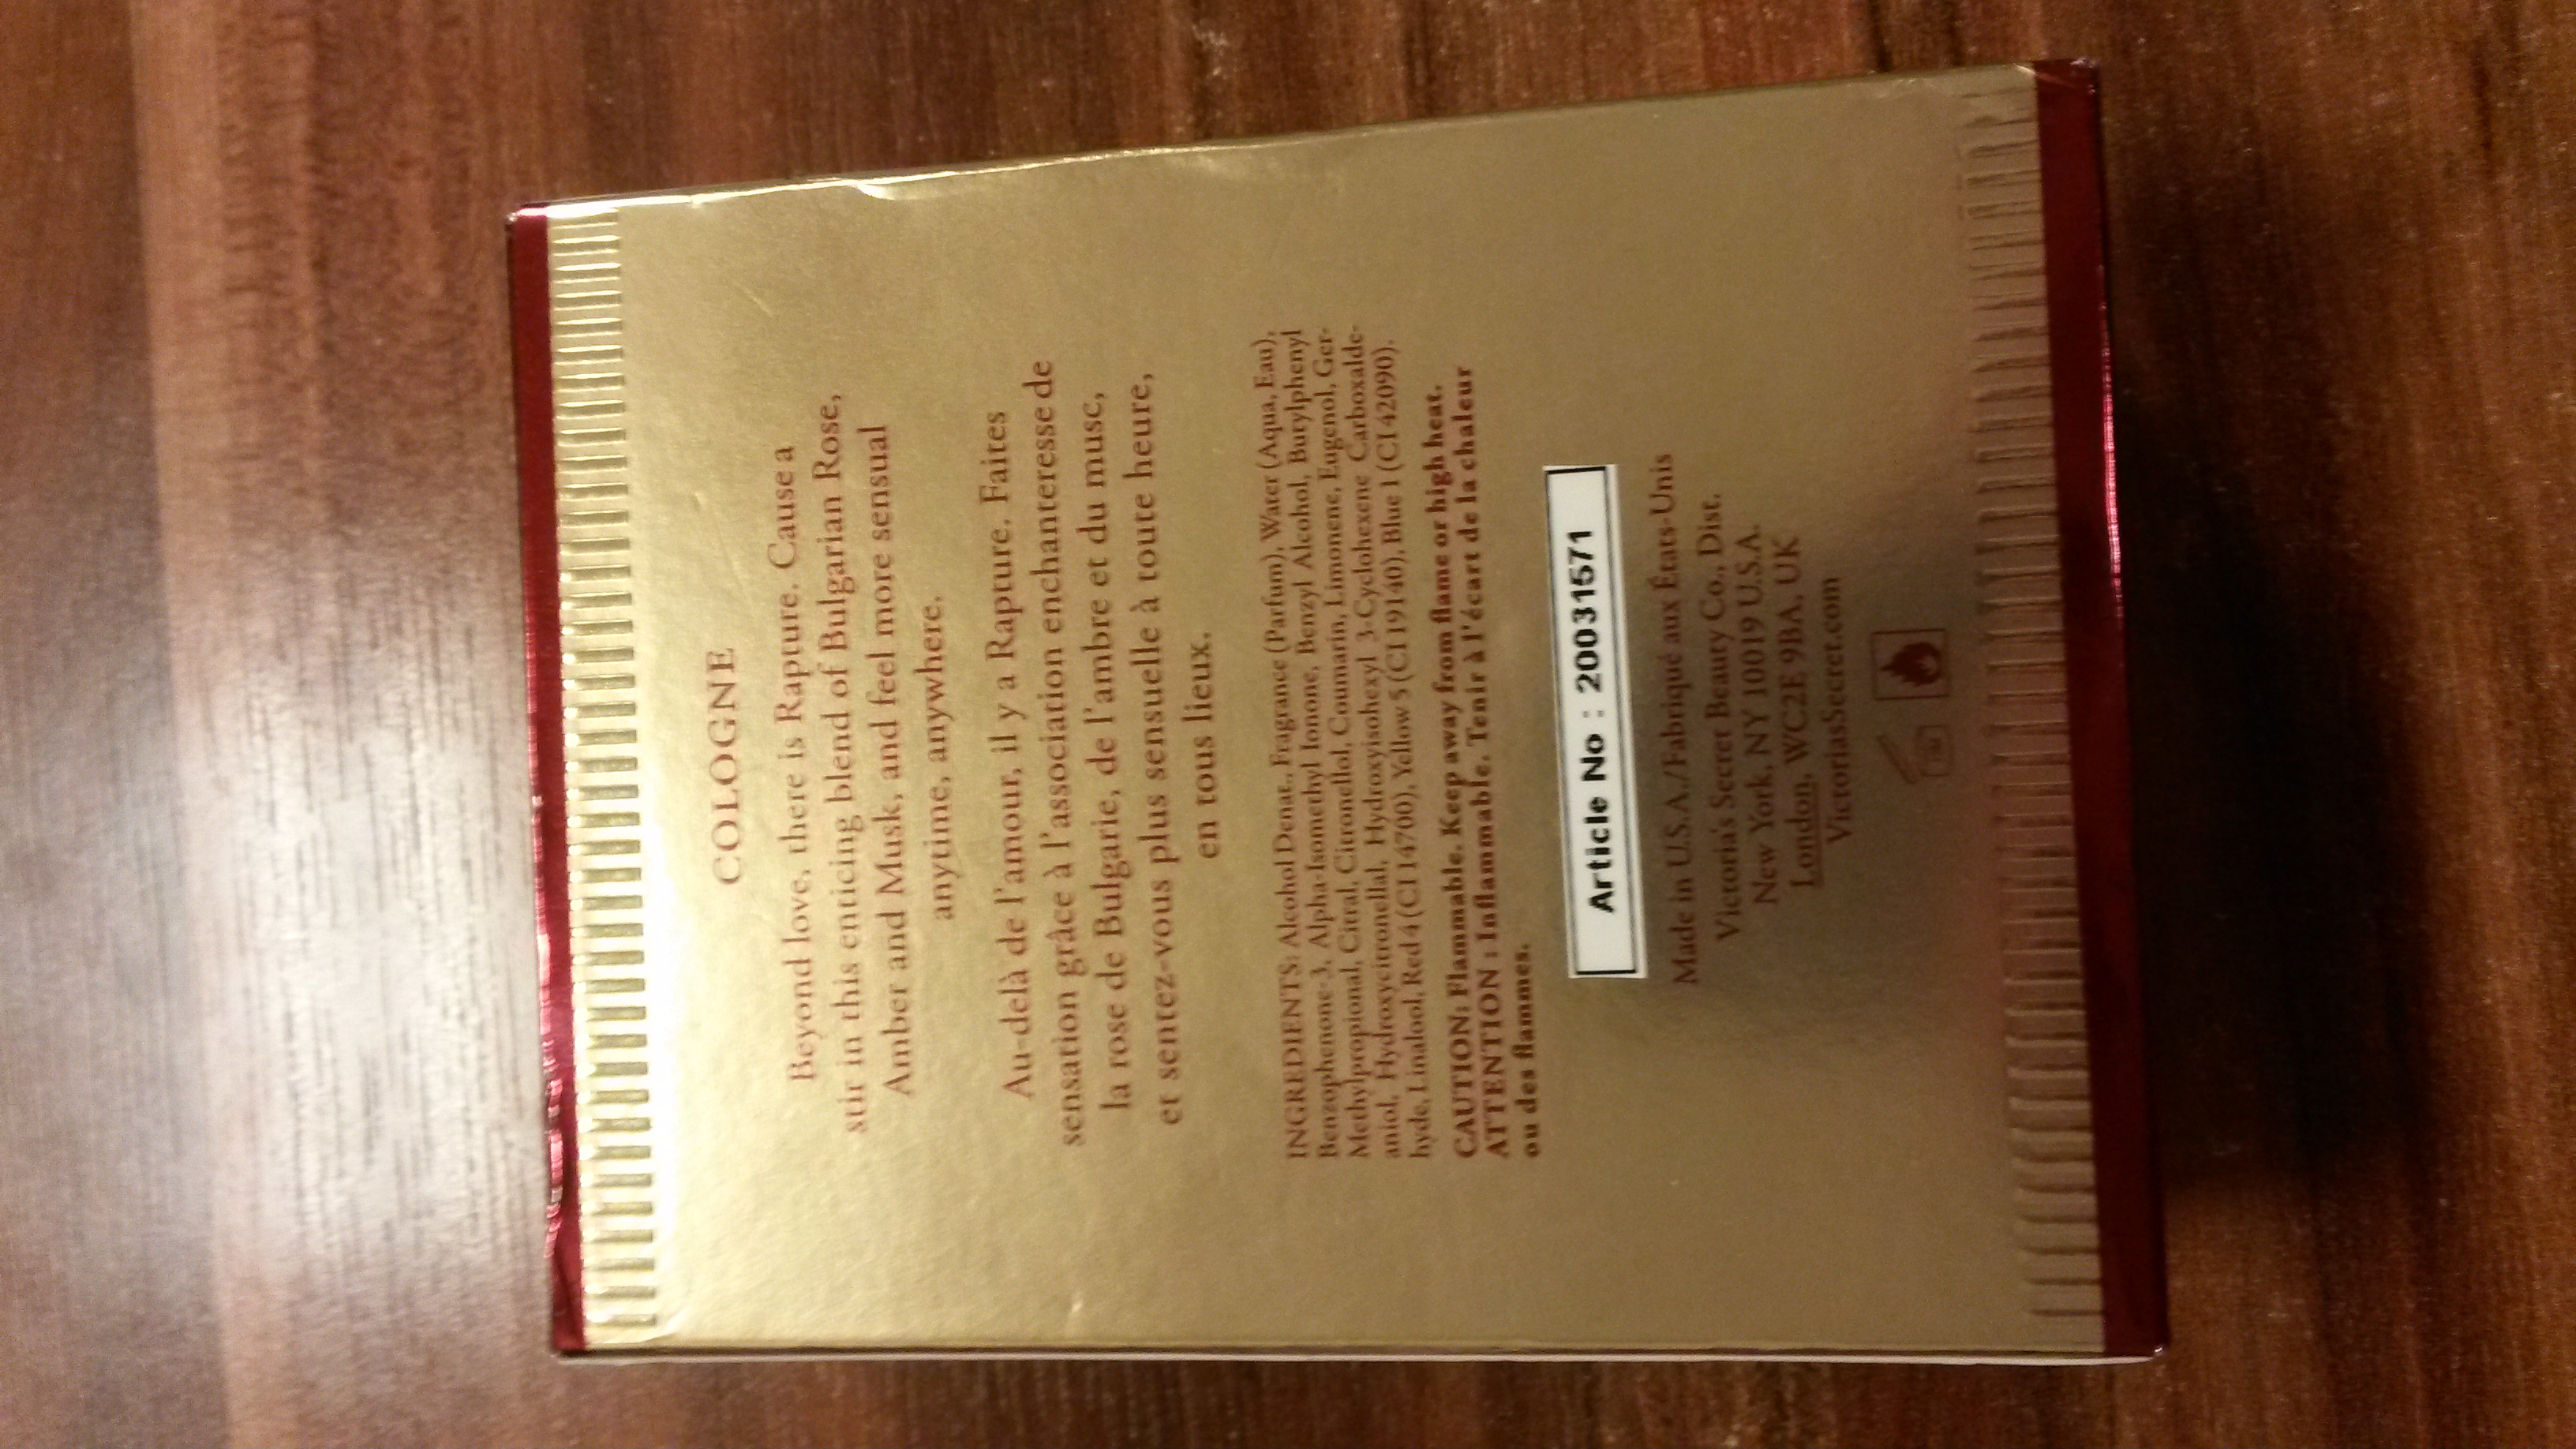 COLOGNE
Beyond love, there is Rapture. Cause a
stir in this enticing blend of Bulgarian Rose,
Amber and Musk, and feel more sensual
anytime, anywhere.
Au-delà de l'amour, il y a Rapture. Faites
sensation grâce à l'association enchanteresse de
la rose de Bulgarie, de l'ambre et du musc,
et sentez-vous plus sensuelle à toute heure,
en tous lieux.
INGREDIENTS: Alcohol Denat., Fragrance (Parfum), Water (Aqua, Eau),
Benzophenone-3, Alpha-Isomethyl Ionone, Benzyl Alcohol, Butylphenyl
Methylpropional, Citral, Citronellol, Coumarin, Limonene, Eugenol, Ger-
aniol, Hydroxycitronellal, Hydroxyisohexyl 3-Cyclohexene Carboxalde-
hyde, Linalool, Red 4 (CI 14700), Yellow 5 (CI 19140), Blue 1 (CI 42090).
CAUTION: Flammable. Keep away from flame or high heat.
ATTENTION : Inflammable. Tenir à l'écart de la chaleur
ou des flammes.
Article No : 20031571
Made in U.S.A./Fabriqué aux États-Unis
Victoria's Secret Beauty Co., Dist.
New York, NY 10019 U.S.A.
London, WC2E 9BA, UK
VictoriasSecret.com